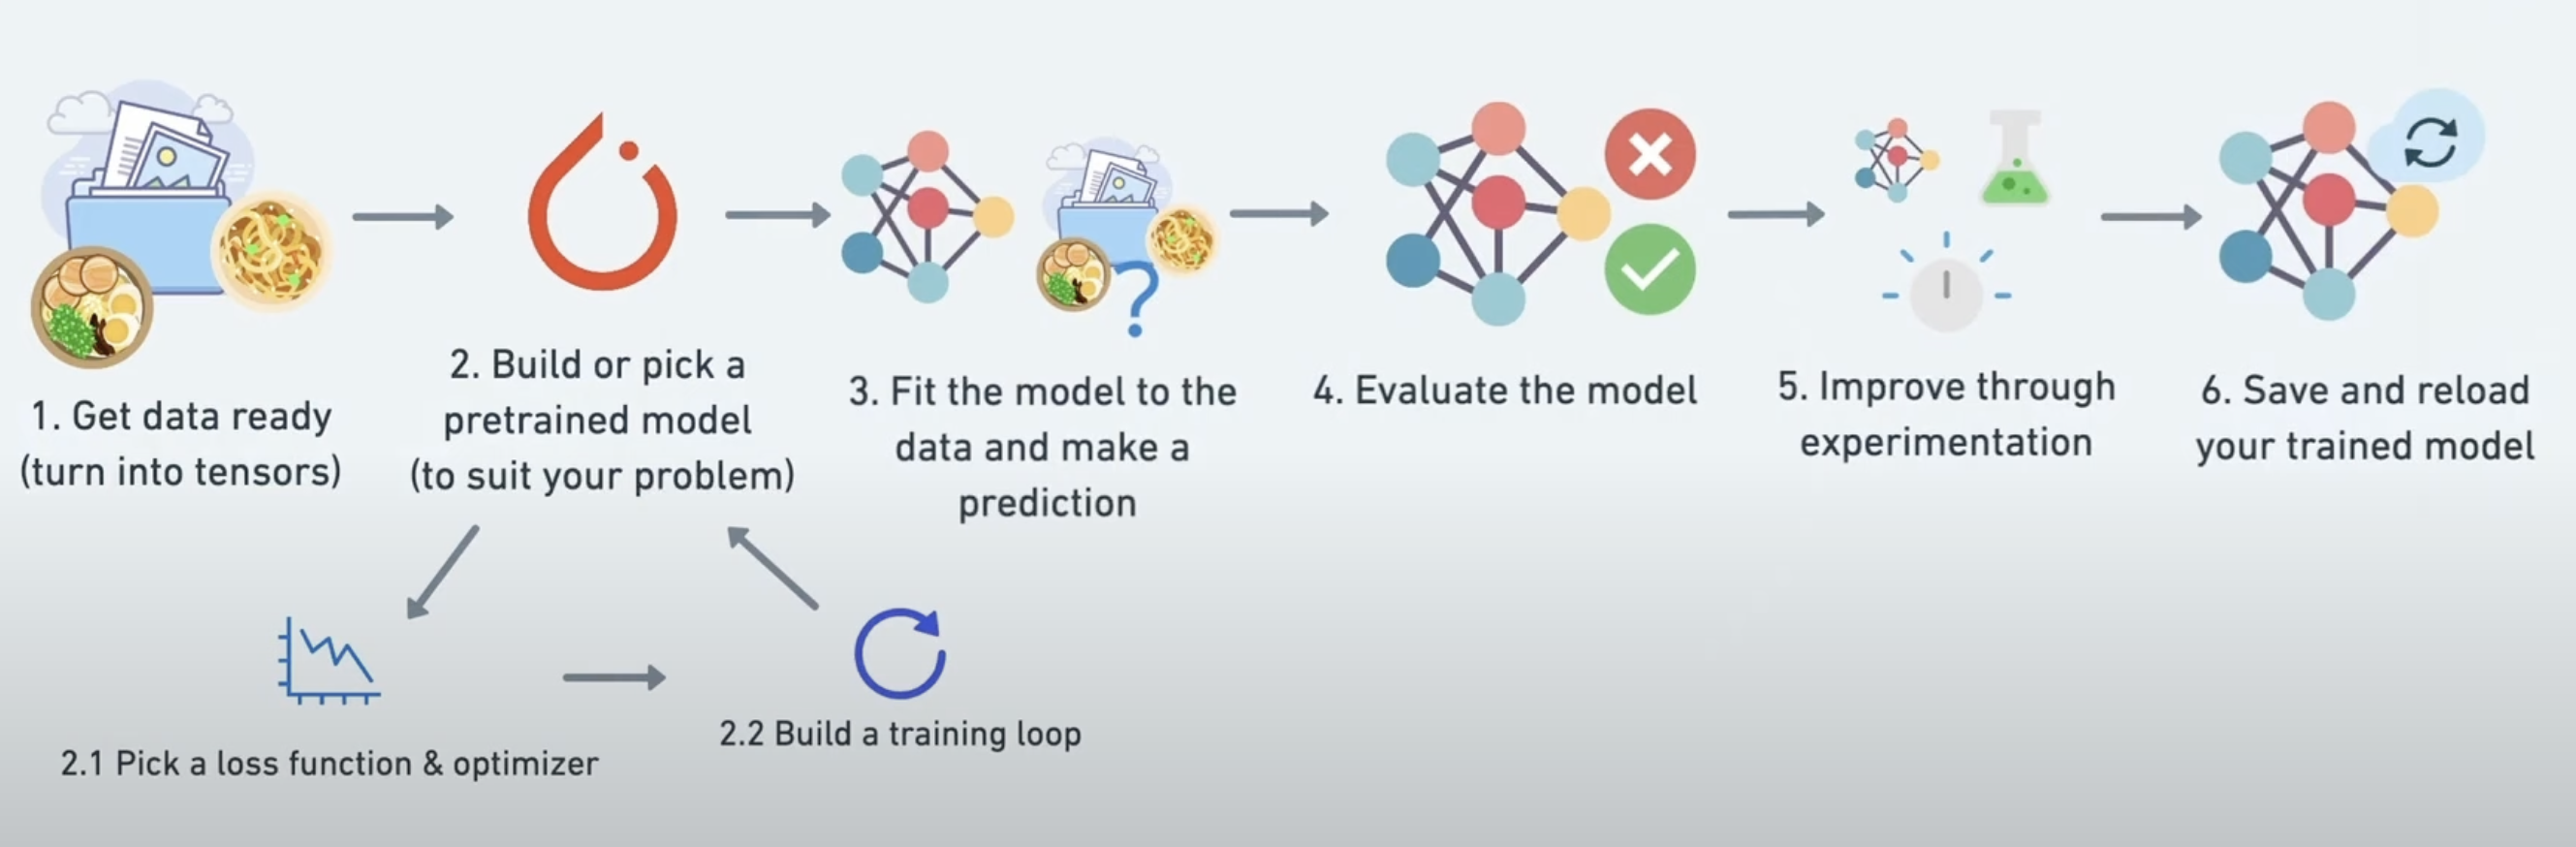 1. Get data ready
(turn into tensors)
2. Build or pick a
pretrained model
(to suit your problem)
3. Fit the model to the
data and make a
prediction
4. Evaluate the model
5. Improve through
experimentation
6. Save and reload
your trained model
2.1 Pick a loss function & optimizer
2.2 Build a training loop